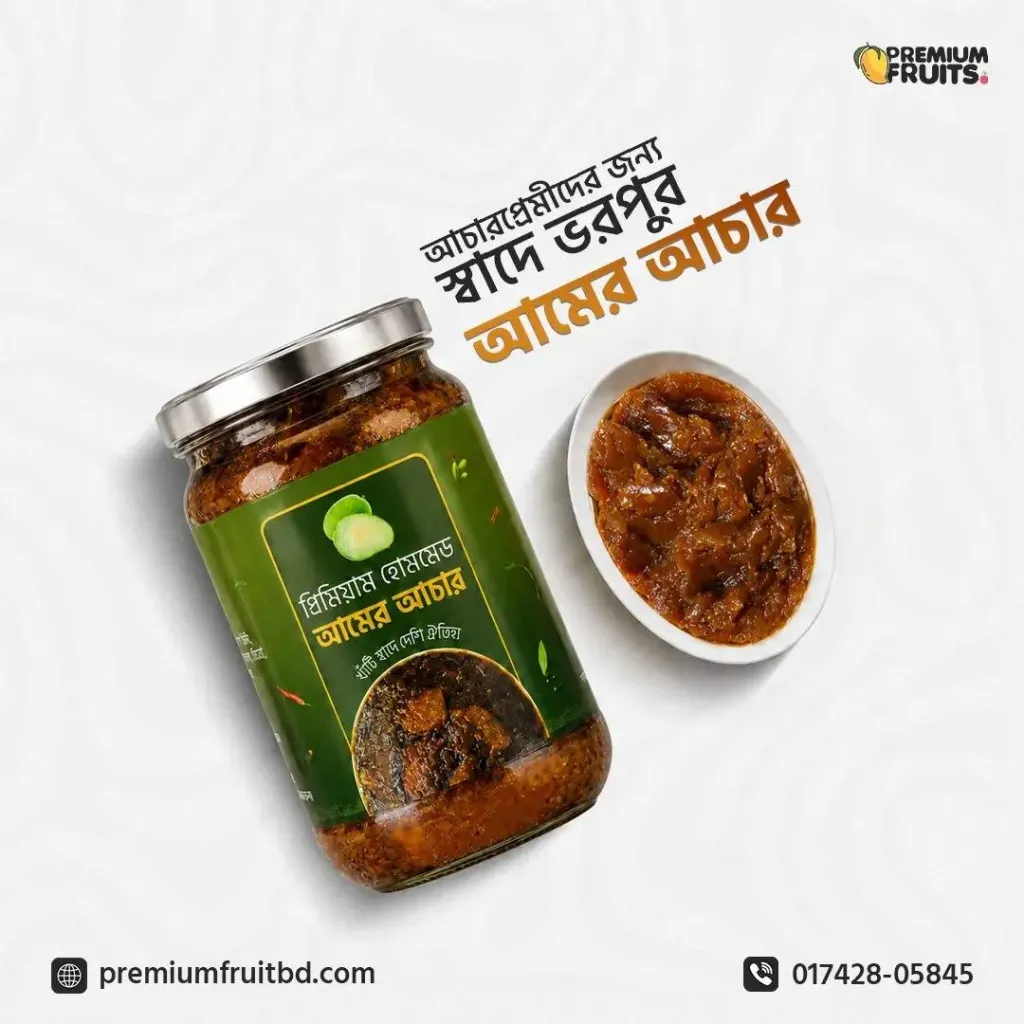 PREMIUM
FRUITS
আচারপ্রেমীদের জন্য
স্বাদে ভরপুর
আমের আচার
প্রিমিয়াম হোমমেড
আমের আচার
খাঁটি স্বাদে দেশি ঐতিহ্য
premiumfruitbd.com
017428-05845